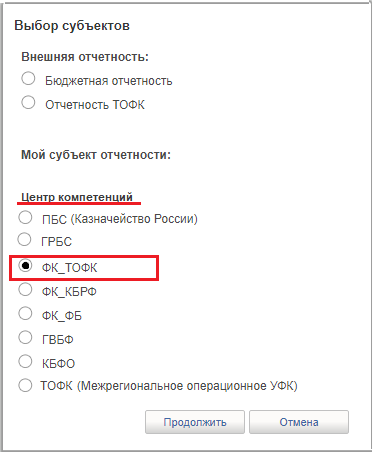 Выбор субъектов
Внешняя отчетность:
Бюджетная отчетность
Отчетность ТОФК
Мой субъект отчетности:
Центр компетенций
ПБС (Казначейство России)
ГРБС
ФК_ТОФК
ФК_КБРФ
ФК_ФБ
ГВБФ
КБФО
ТОФК (Межрегиональное операционное УФК)
Продолжить Отмена